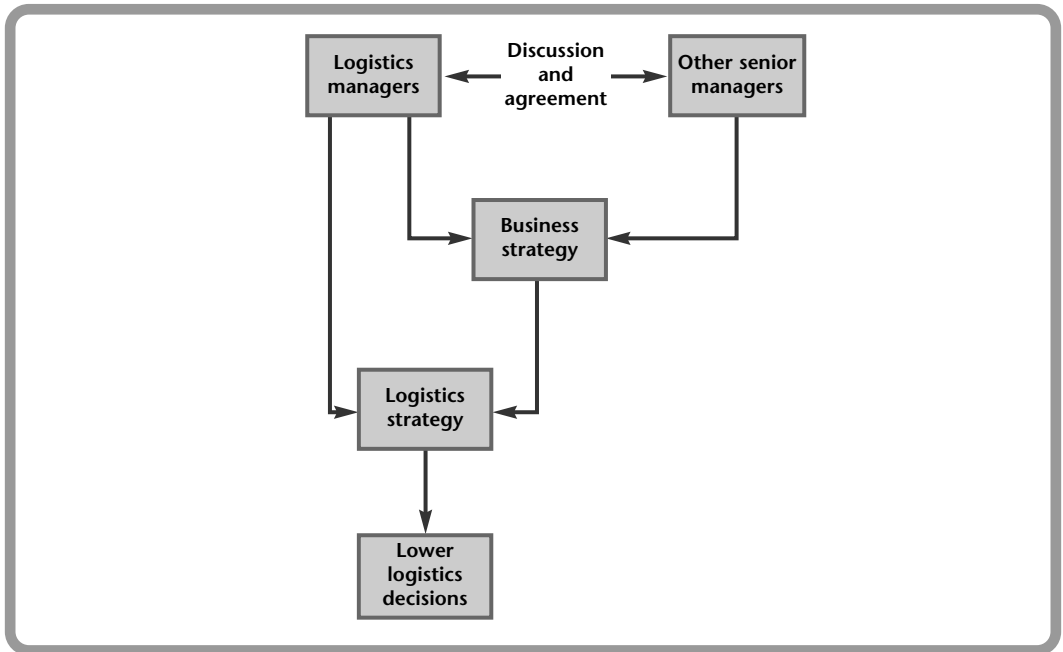 Logistics
managers
Discussion
and
agreement
Other senior
managers
Business
strategy
Logistics
strategy
Lower
logistics
decisions